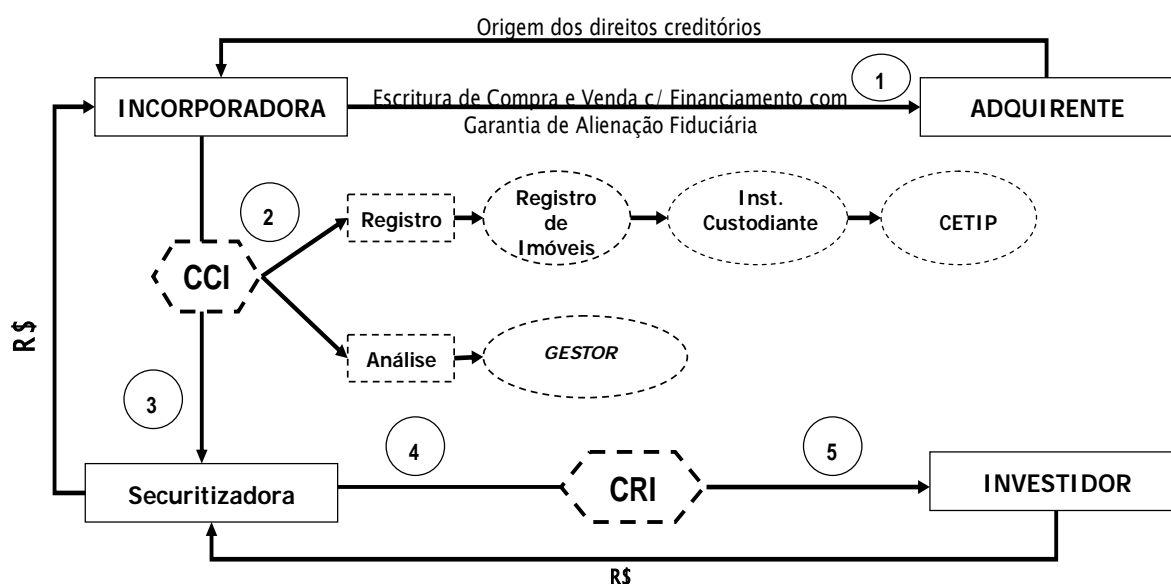 Origem dos direitos creditórios
INCORPORADORA
Escritura de Compra e Venda c/ Financiamento com
Garantia de Alienação Fiduciária
1
ADQUIRENTE
2
Registro
Registro
de
Imóveis
Inst.
Custodiante
CETIP
CCI
R$
Análise
GESTOR
3
4
5
Securitizadora
CRI
INVESTIDOR
R$